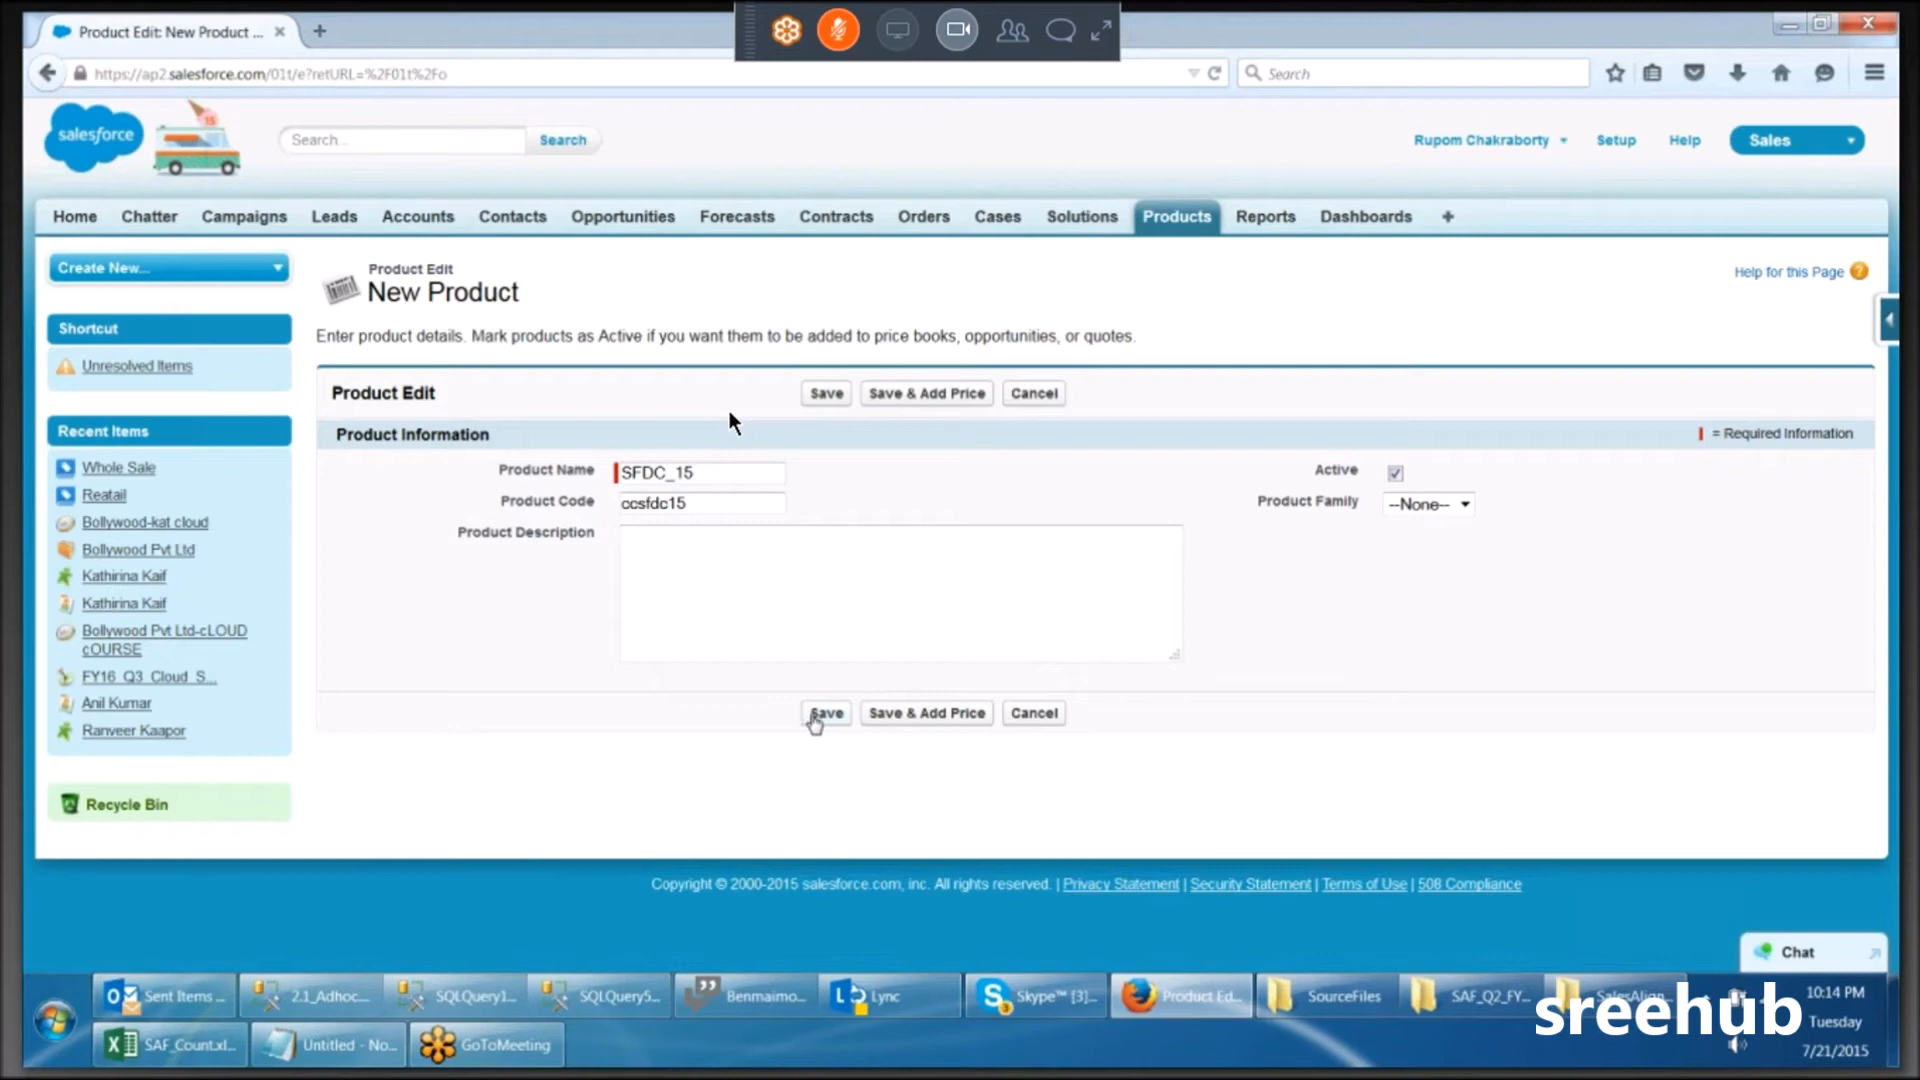 Product Edit: New Product ...
https://ap2.salesforce.com/01t/e?retURL=%2F01t%2Fo
Search
salesforce
15
Search...
Search
Rupom Chakraborty
Setup
Help
Sales
Home
Chatter
Campaigns
Leads
Accounts
Contacts
Opportunities
Forecasts
Contracts
Orders
Cases
Solutions
Products
Reports
Dashboards
Create New...
Shortcut
Unresolved Items
Recent Items
Whole Sale
Reatail
Bollywood-kat cloud
Bollywood Pvt Ltd
Kathirina Kaif
Kathirina Kaif
Bollywood Pvt Ltd-cLOUD
cOURSE
FY16_Q3_Cloud_S...
Anil Kumar
Ranveer Kaapor
Recycle Bin
Product Edit
New Product
Help for this Page
Enter product details. Mark products as Active if you want them to be added to price books, opportunities, or quotes.
Product Edit
Save
Save & Add Price
Cancel
Product Information
= Required Information
Product Name
SFDC_15
Active
Product Code
ccsfdc15
Product Family
--None--
Product Description
Save
Save & Add Price
Cancel
Copyright © 2000-2015 salesforce.com, inc. All rights reserved. | Privacy Statement | Security Statement | Terms of Use | 508 Compliance
Chat
Sent Items ...
2.1_Adhoc...
SQLQuery1...
SQLQuery5...
Benmaimo...
Lync
Skype™ [3]...
Product Ed...
SourceFiles
SAF_Q2_FY...
SalesAlign...
SAF_Count.xl...
Untitled - No...
GoToMeeting
sreehub
10:14 PM
Tuesday
7/21/2015